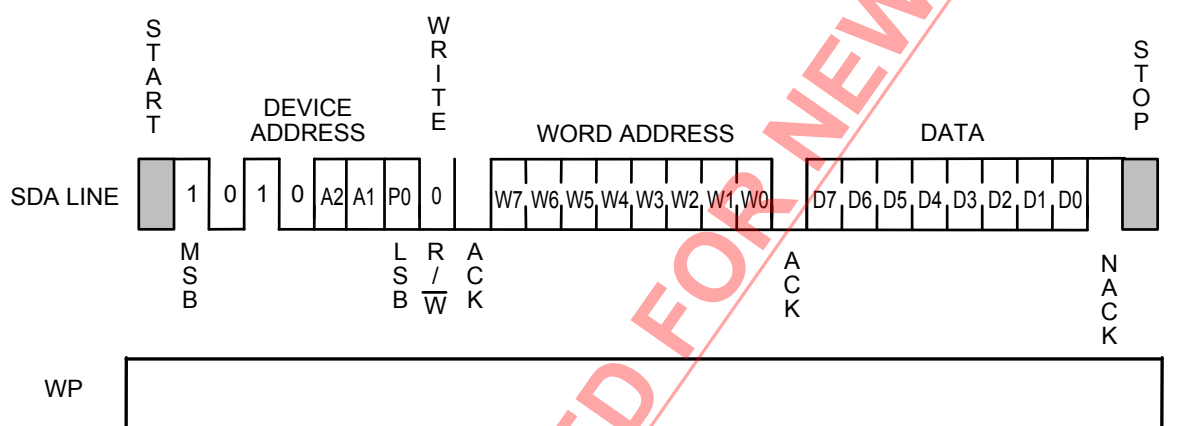 START
WRITE
STOP
DEVICE
ADDRESS
WORD ADDRESS
DATA
SDA LINE
1 0 1 0 A2 A1 P0 0 W7 W6 W5 W4 W3 W2 W1 W0 D7 D6 D5 D4 D3 D2 D1 D0
MSB
LSB
R/W
ACK
ACK
NACK
WP
ED FOR NEW